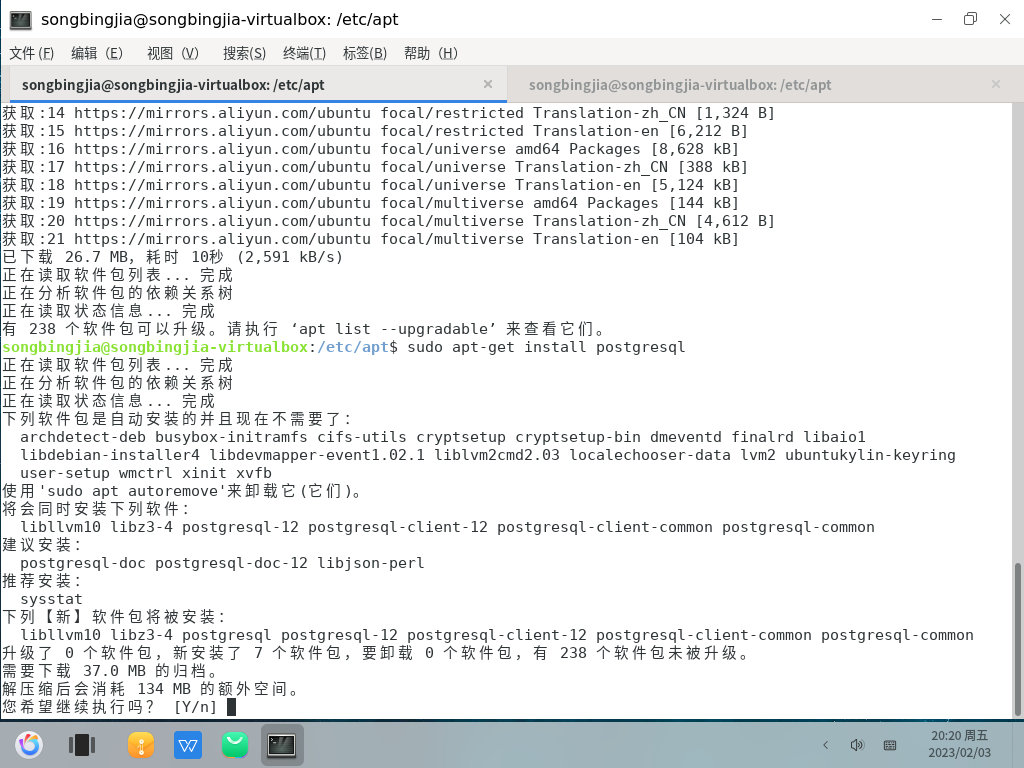 songbingjia@songbingjia-virtualbox: /etc/apt
文件(F) 编辑（E） 视图（V） 搜索(S) 终端(T) 标签(B) 帮助（H）
songbingjia@songbingjia-virtualbox: /etc/apt × songbingjia@songbingjia-virtualbox: /etc/apt ×
获取:14 https://mirrors.aliyun.com/ubuntu focal/restricted Translation-zh_CN [1,324 B]
获取:15 https://mirrors.aliyun.com/ubuntu focal/restricted Translation-en [6,212 B]
获取:16 https://mirrors.aliyun.com/ubuntu focal/universe amd64 Packages [8,628 kB]
获取:17 https://mirrors.aliyun.com/ubuntu focal/universe Translation-zh_CN [388 kB]
获取:18 https://mirrors.aliyun.com/ubuntu focal/universe Translation-en [5,124 kB]
获取:19 https://mirrors.aliyun.com/ubuntu focal/multiverse amd64 Packages [144 kB]
获取:20 https://mirrors.aliyun.com/ubuntu focal/multiverse Translation-zh_CN [4,612 B]
获取:21 https://mirrors.aliyun.com/ubuntu focal/multiverse Translation-en [104 kB]
已下载 26.7 MB，耗时 10秒 (2,591 kB/s)
正在读取软件包列表... 完成
正在分析软件包的依赖关系树
正在读取状态信息... 完成
有 238 个软件包可以升级。请执行 ‘apt list --upgradable’ 来查看它们。
songbingjia@songbingjia-virtualbox:/etc/apt$ sudo apt-get install postgresql
正在读取软件包列表... 完成
正在分析软件包的依赖关系树
正在读取状态信息... 完成
下列软件包是自动安装的并且现在不需要了：
archdetect-deb busybox-initramfs cifs-utils cryptsetup cryptsetup-bin dmeventd finalrd libaio1
libdebian-installer4 libdevmapper-event1.02.1 liblvm2cmd2.03 localechooser-data lvm2 ubuntukylin-keyring
user-setup wmctrl xinit xvfb
使用'sudo apt autoremove'来卸载它(它们)。
将会同时安装下列软件：
libllvm10 libz3-4 postgresql-12 postgresql-client-12 postgresql-client-common postgresql-common
建议安装：
postgresql-doc postgresql-doc-12 libjson-perl
推荐安装：
sysstat
下列【新】软件包将被安装：
libllvm10 libz3-4 postgresql postgresql-12 postgresql-client-12 postgresql-client-common postgresql-common
升级了 0 个软件包，新安装了 7 个软件包，要卸载 0 个软件包，有 238 个软件包未被升级。
需要下载 37.0 MB 的归档。
解压缩后会消耗 134 MB 的额外空间。
您希望继续执行吗？ [Y/n]
20:20 周五
2023/02/03